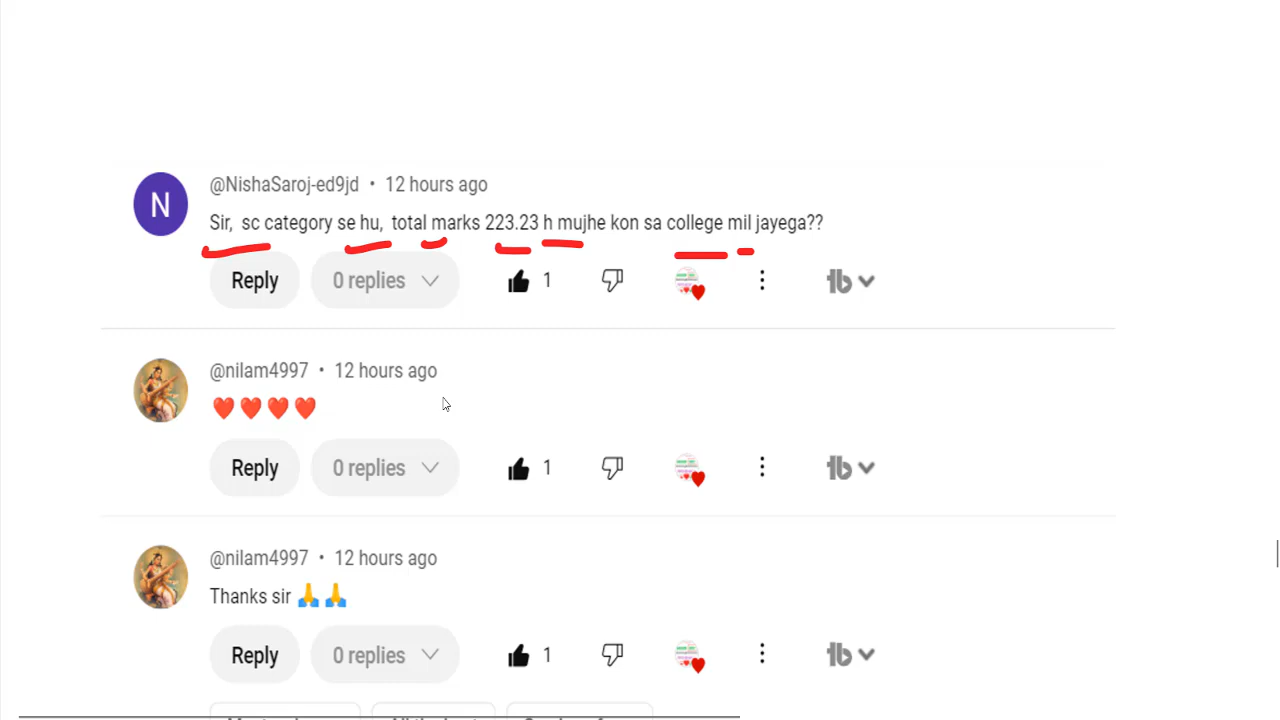 N
@NishaSaroj-ed9jd • 12 hours ago
Sir, sc category se hu, total marks 223.23 h mujhe kon sa college mil jayega??
Reply 0 replies 1
@nilam4997 • 12 hours ago
❤️❤️❤️❤️
Reply 0 replies 1
@nilam4997 • 12 hours ago
Thanks sir 🙏🙏
Reply 0 replies 1